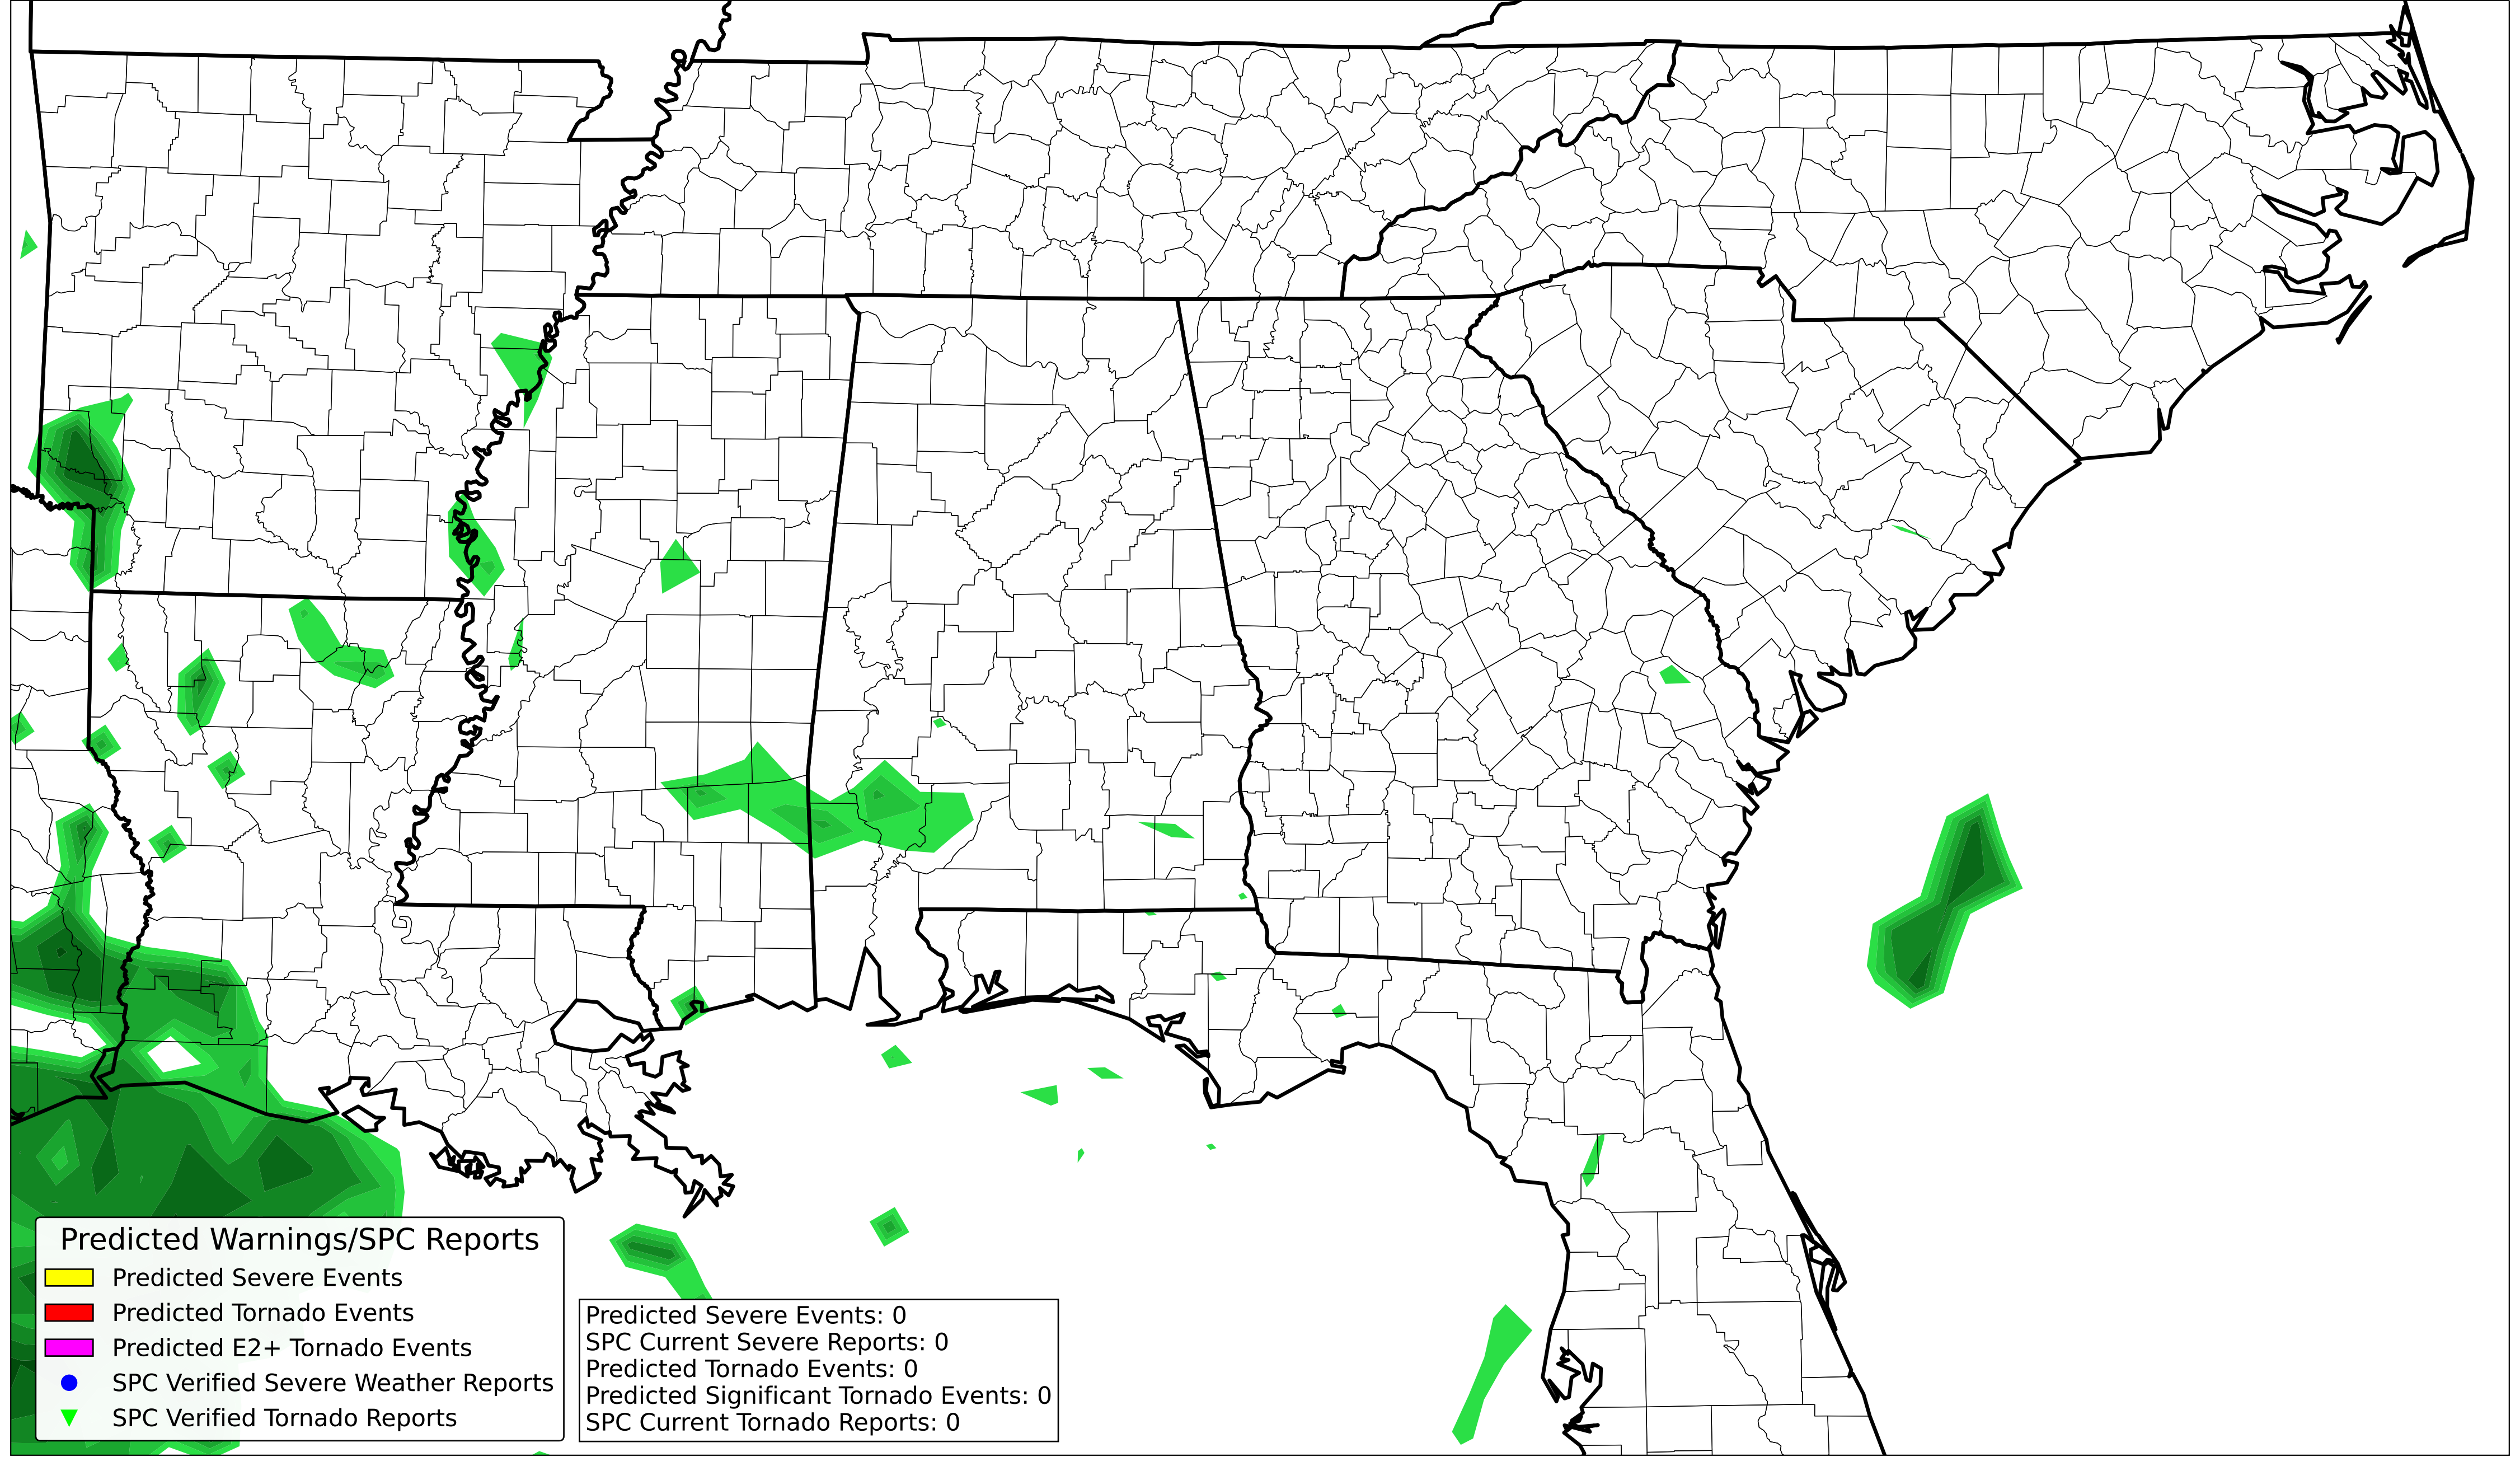 Predicted Warnings/SPC Reports
Predicted Severe Events
Predicted Tornado Events
Predicted E2+ Tornado Events
SPC Verified Severe Weather Reports
SPC Verified Tornado Reports
Predicted Severe Events: 0
SPC Current Severe Reports: 0
Predicted Tornado Events: 0
Predicted Significant Tornado Events: 0
SPC Current Tornado Reports: 0